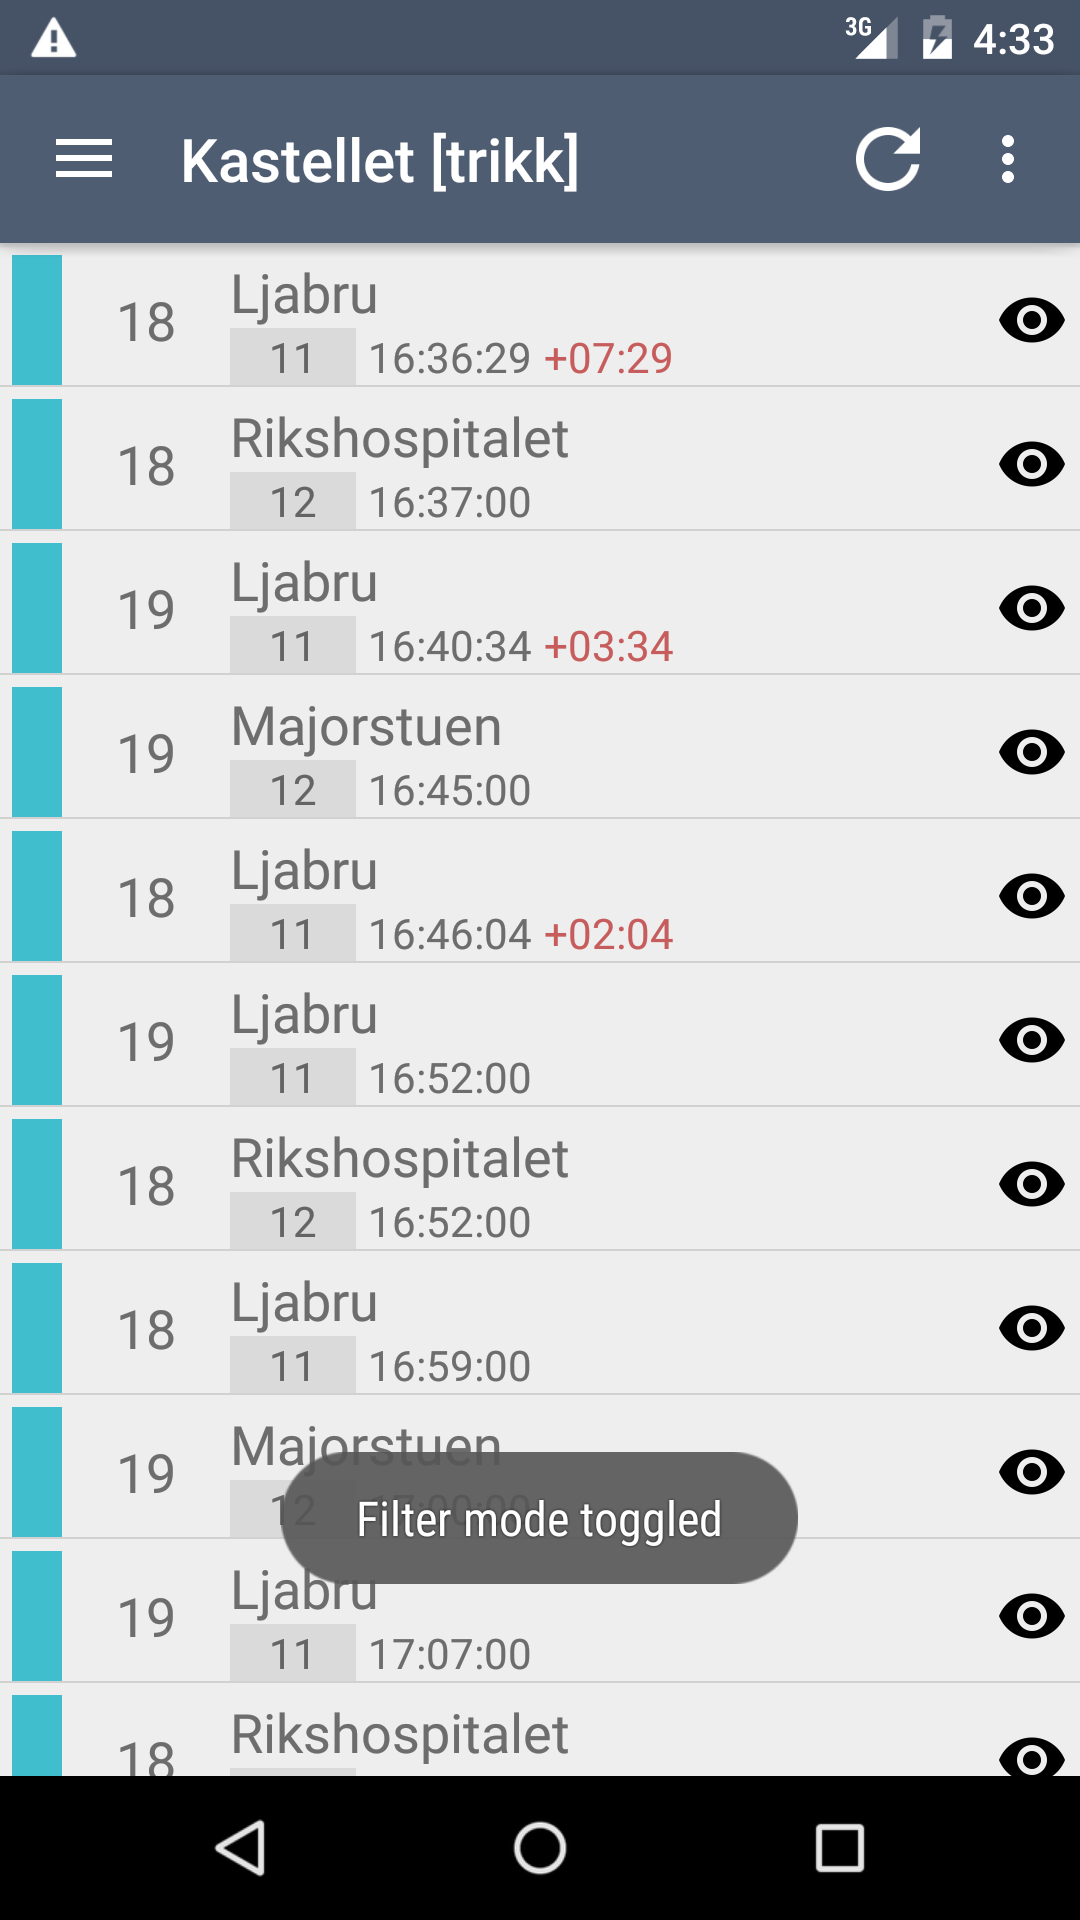 3G 4:33
Kastellet [trikk]
18 Ljabru
11 16:36:29 +07:29
18 Rikshospitalet
12 16:37:00
19 Ljabru
11 16:40:34 +03:34
19 Majorstuen
12 16:45:00
18 Ljabru
11 16:46:04 +02:04
19 Ljabru
11 16:52:00
18 Rikshospitalet
12 16:52:00
18 Ljabru
11 16:59:00
19 Majorstuen
12 17:00:00
Filter mode toggled
19 Ljabru
11 17:07:00
18 Rikshospitalet